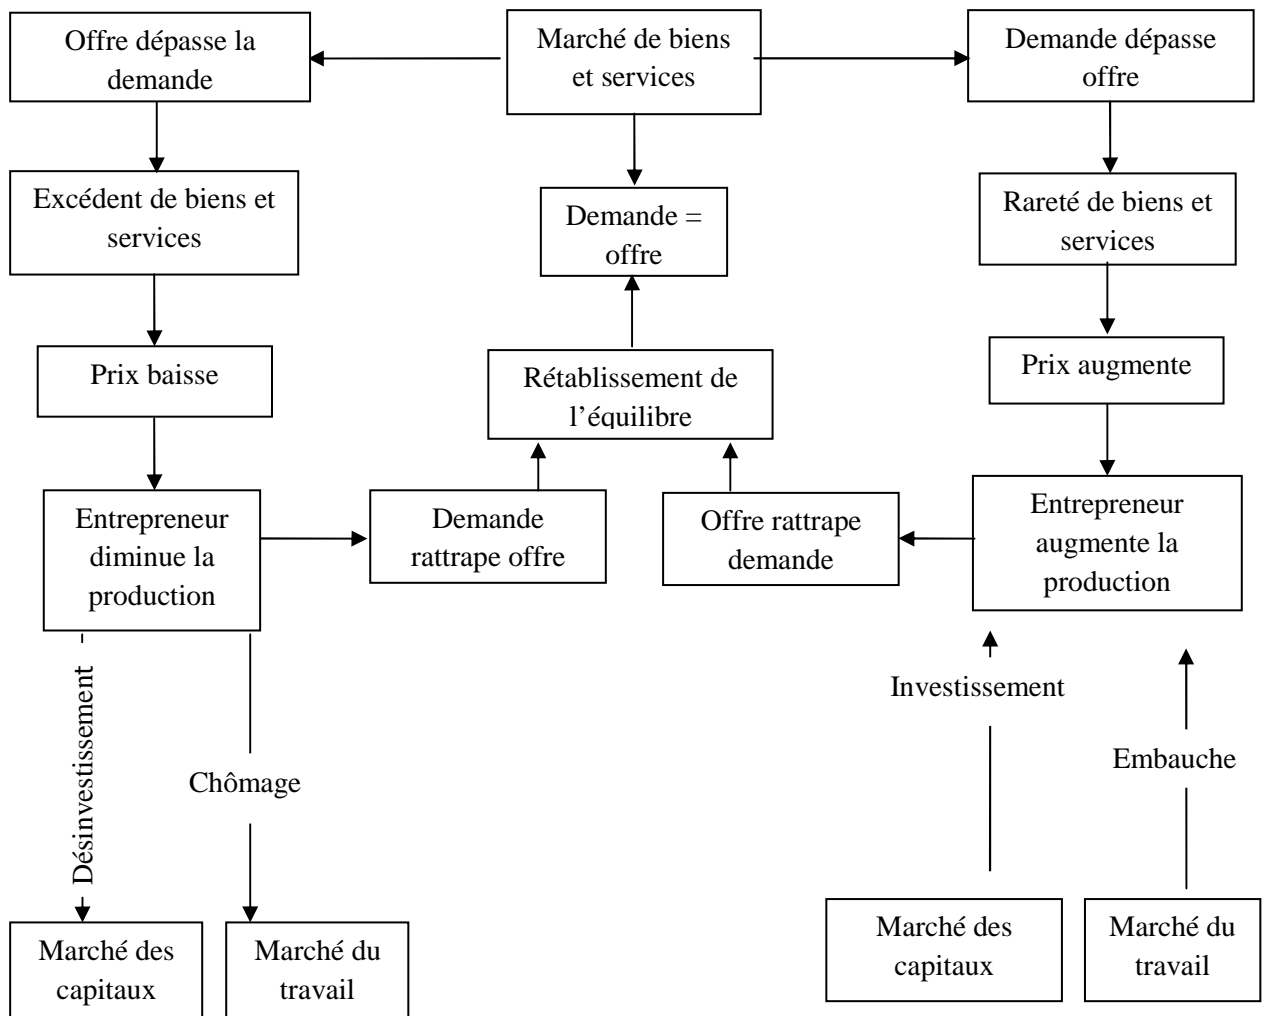 Offre dépasse la
demande
Marché de biens
et services
Demande dépasse
offre
Excédent de biens et
services
Demande =
offre
Rareté de biens et
services
Prix baisse
Rétablissement de
l’équilibre
Prix augmente
Entrepreneur
diminue la
production
Demande
rattrape offre
Offre rattrape
demande
Entrepreneur
augmente la
production
Désinvestissement
Chômage
Investissement
Embauche
Marché des
capitaux
Marché du
travail
Marché des
capitaux
Marché du
travail